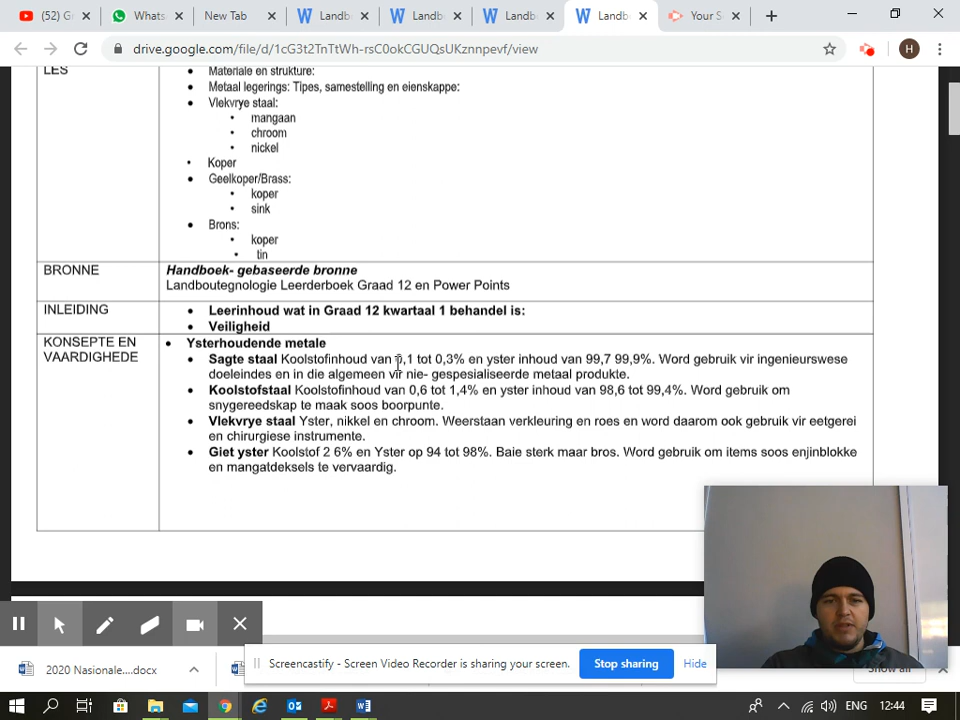 (52) G
Whats
New Tab
Landb
Landb
Landb
Landb
Your S
drive.google.com/file/d/1cG3t2TnTtWh-rsC0okCGUQsUKznnpevf/view
H
LES
• Materiale en strukture:
• Metaal legerings: Tipes, samestelling en eienskappe:
• Vlekvrye staal:
• mangaan
• chroom
• nickel
• Koper
• Geelkoper/Brass:
• koper
• sink
• Brons:
• koper
• tin
BRONNE
Handboek- gebaseerde bronne
Landboutegnologie Leerderboek Graad 12 en Power Points
INLEIDING
• Leerinhoud wat in Graad 12 kwartaal 1 behandel is:
• Veiligheid
KONSEPTE EN
VAARDIGHEDE
• Ysterhoudende metale
• Sagte staal Koolstofinhoud van 0,1 tot 0,3% en yster inhoud van 99,7 99,9%. Word gebruik vir ingenieurswese
doeleindes en in die algemeen vir nie- gespesialiseerde metaal produkte.
• Koolstofstaal Koolstofinhoud van 0,6 tot 1,4% en yster inhoud van 98,6 tot 99,4%. Word gebruik om
snygereedskap te maak soos boorpunte.
• Vlekvrye staal Yster, nikkel en chroom. Weerstaan verkleuring en roes en word daarom ook gebruik vir eetgerei
en chirurgiese instrumente.
• Giet yster Koolstof 2 6% en Yster op 94 tot 98%. Baie sterk maar bros. Word gebruik om items soos enjinblokke
en mangatdeksels te vervaardig.
2020 Nasionale....docx
Screencastify - Screen Video Recorder is sharing your screen.
Stop sharing
Hide
Show all
ENG
12:44